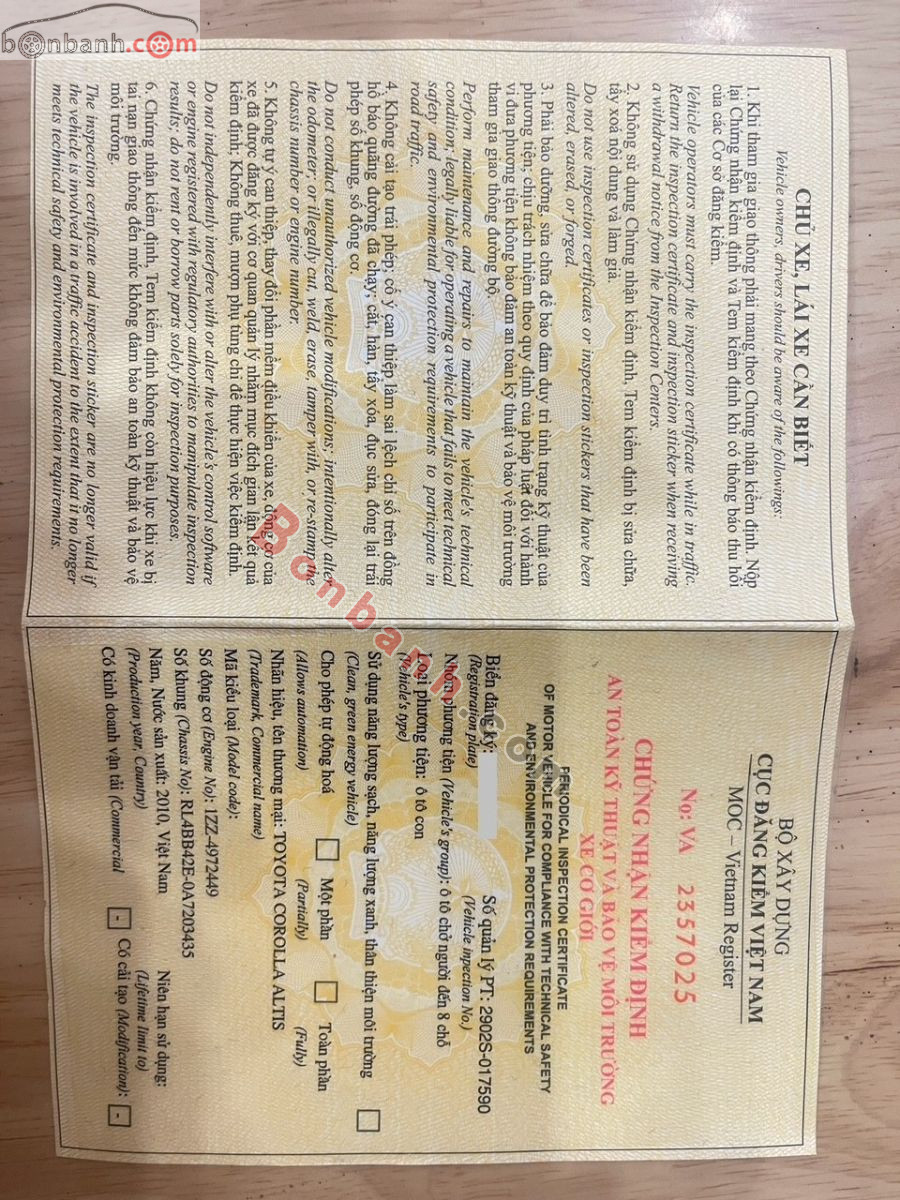 bonbanh.com
CHỦ XE, LÁI XE CẦN BIẾT
Vehicle owners, drivers should be aware of the followings:
1. Khi tham gia giao thông phải mang theo Chứng nhận kiểm định. Nộp
lại Chứng nhận kiểm định và Tem kiểm định khi có thông báo thu hồi
của các Cơ sở đăng kiểm.
Vehicle operators must carry the inspection certificate while in traffic.
Return the inspection certificate and inspection sticker when receiving
a withdrawal notice from the Inspection Centers.
2. Không sử dụng Chứng nhận kiểm định, Tem kiểm định bị sửa chữa,
tẩy xoá nội dung và làm giả.
Do not use inspection certificates or inspection stickers that have been
altered, erased, or forged.
3. Phải bảo dưỡng, sửa chữa để bảo đảm duy trì tình trạng kỹ thuật của
phương tiện; chịu trách nhiệm theo quy định của pháp luật đối với hành
vi đưa phương tiện không bảo đảm an toàn kỹ thuật và bảo vệ môi trường
tham gia giao thông đường bộ.
Perform maintenance and repairs to maintain the vehicle's technical
condition; legally liable for operating a vehicle that fails to meet technical
safety and environmental protection requirements to participate in
road traffic.
4. Không cải tạo trái phép; cố ý can thiệp làm sai lệch chỉ số trên đồng
hồ báo quãng đường đã chạy; cắt, hàn, tẩy xóa, đục sửa, đóng lại trái
phép số khung, số động cơ.
Do not conduct unauthorized vehicle modifications; intentionally alter
the odometer; or illegally cut, weld, erase, tamper with, or re-stamp the
chassis number or engine number.
5. Không tự ý can thiệp, thay đổi phần mềm điều khiển của xe, động cơ của
xe đã được đăng ký với cơ quan quản lý nhằm mục đích gian lận kết quả
kiểm định; Không thuê, mượn phụ tùng chỉ để thực hiện việc kiểm định.
Do not independently interfere with or alter the vehicle's control software
or engine registered with regulatory authorities to manipulate inspection
results; do not rent or borrow parts solely for inspection purposes.
6. Chứng nhận kiểm định, Tem kiểm định không còn hiệu lực khi xe bị
tai nạn giao thông đến mức không đảm bảo an toàn kỹ thuật và bảo vệ
môi trường.
The inspection certificate and inspection sticker are no longer valid if
the vehicle is involved in a traffic accident to the extent that it no longer
meets technical safety and environmental protection requirements.
BỘ XÂY DỰNG
CỤC ĐĂNG KIỂM VIỆT NAM
MOC – Vietnam Register
No: VA 2357025
CHỨNG NHẬN KIỂM ĐỊNH
AN TOÀN KỸ THUẬT VÀ BẢO VỆ MÔI TRƯỜNG
XE CƠ GIỚI
PERIODICAL INSPECTION CERTIFICATE
OF MOTOR VEHICLE FOR COMPLIANCE WITH TECHNICAL SAFETY
AND ENVIRONMENTAL PROTECTION REQUIREMENTS
Biển đăng ký: Số quản lý PT: 2902S-017590
(Registration plate) (Vehicle inpection No.)
Nhóm phương tiện (Vehicle's group): ô tô chở người đến 8 chỗ
Loại phương tiện: ô tô con
(Vehicle's type)
Sử dụng năng lượng sạch, năng lượng xanh, thân thiện môi trường
(Clean, green energy vehicle)
Cho phép tự động hoá Một phần Toàn phần
(Allows automation) (Partially) (Fully)
Nhãn hiệu, tên thương mại: TOYOTA COROLLA ALTIS
(Trademark, Commercial name)
Mã kiểu loại (Model code):
Số động cơ (Engine No): 1ZZ-4972449
Số khung (Chassis No): RL4BB42E-0A7203435
Năm, Nước sản xuất: 2010, Việt Nam Niên hạn sử dụng:
(Production year, Country) (Lifetime limit to)
Có kinh doanh vận tải (Commercial - Có cải tạo (Modification): -
Bonbanh.com